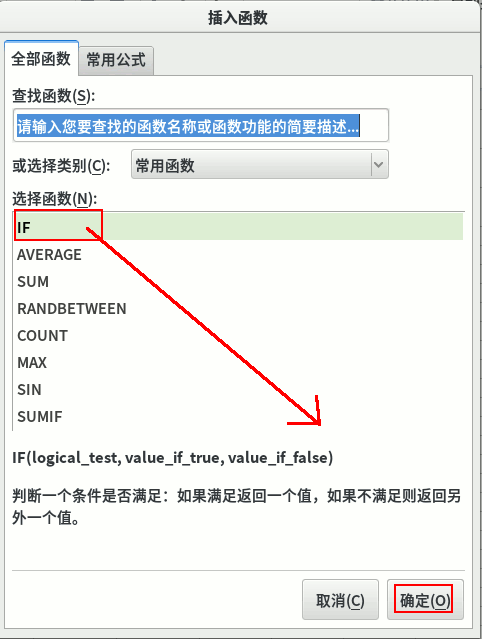 插入函数
全部函数 常用公式
查找函数(S):
请输入您要查找的函数名称或函数功能的简要描述...
或选择类别(C): 常用函数
选择函数(N):
IF
AVERAGE
SUM
RANDBETWEEN
COUNT
MAX
SIN
SUMIF
IF(logical_test, value_if_true, value_if_false)
判断一个条件是否满足：如果满足返回一个值，如果不满足则返回另
外一个值。
取消(C) 确定(O)